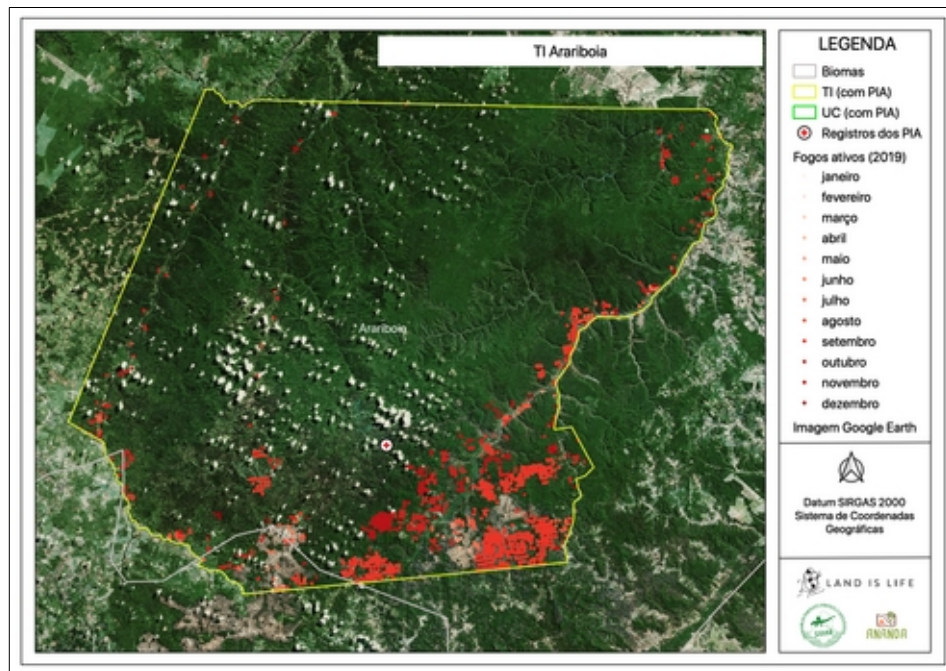 TI Arariboia
Arariboia
LEGENDA
Biomas
TI (com PIA)
UC (com PIA)
Registros dos PIA
Fogos ativos (2019)
janeiro
fevereiro
março
abril
maio
junho
julho
agosto
setembro
outubro
novembro
dezembro
Imagem Google Earth
Datum SIRGAS 2000
Sistema de Coordenadas
Geográficas
LAND IS LIFE
ANANDA